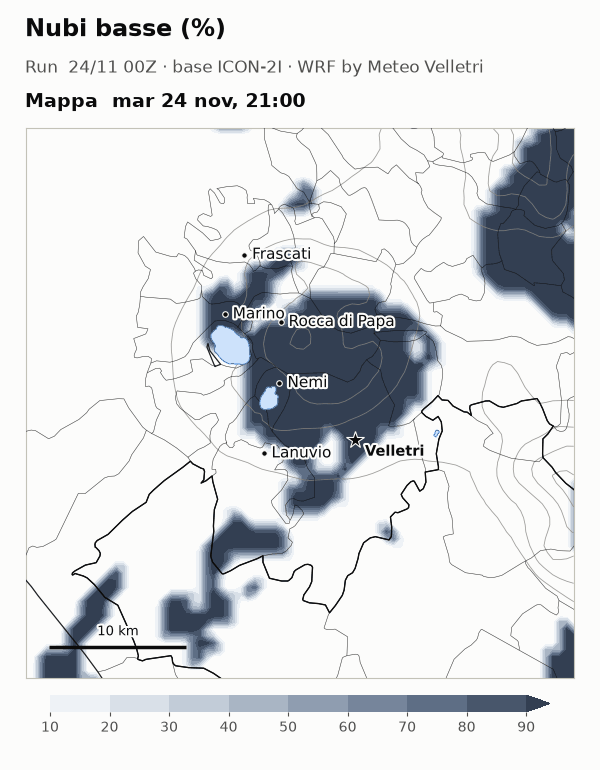 Nubi basse (%)
Run  24/11 00Z · base ICON-2I · WRF by Meteo Velletri
Mappa  mar 24 nov, 21:00
Frascati
Marino
Rocca di Papa
Nemi
Velletri
Lanuvio
10 km
10 20 30 40 50 60 70 80 90